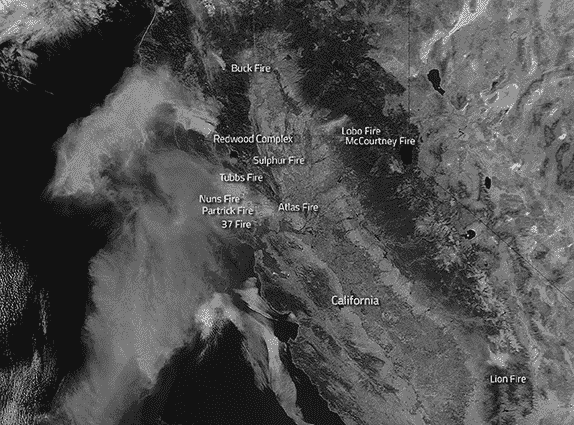 Buck Fire
Lobo Fire
Redwood Complex
McCourtney Fire
Sulphur Fire
Tubbs Fire
Nuns Fire
Atlas Fire
Partrick Fire
37 Fire
California
Lion Fire